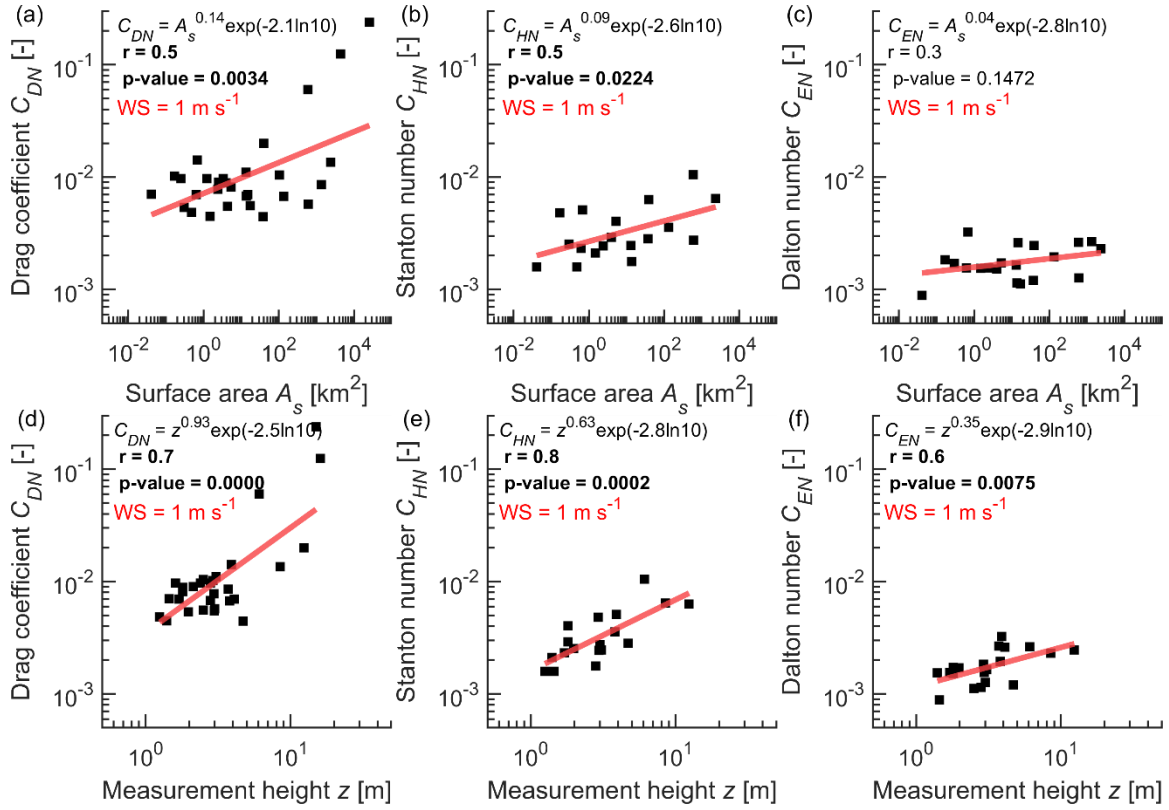 (a)
C_DN = A_s^0.14 exp(-2.1ln10)
r = 0.5
p-value = 0.0034
WS = 1 m s^-1
Drag coefficient C_DN [-]
10^-1
10^-2
10^-3
10^-2
10^0
10^2
10^4
Surface area A_s [km^2]
(b)
C_HN = A_s^0.09 exp(-2.6ln10)
r = 0.5
p-value = 0.0224
WS = 1 m s^-1
Stanton number C_HN [-]
10^-1
10^-2
10^-3
10^-2
10^0
10^2
10^4
Surface area A_s [km^2]
(c)
C_EN = A_s^0.04 exp(-2.8ln10)
r = 0.3
p-value = 0.1472
WS = 1 m s^-1
Dalton number C_EN [-]
10^-1
10^-2
10^-3
10^-2
10^0
10^2
10^4
Surface area A_s [km^2]
(d)
C_DN = z^0.93 exp(-2.5ln10)
r = 0.7
p-value = 0.0000
WS = 1 m s^-1
Drag coefficient C_DN [-]
10^-1
10^-2
10^-3
10^0
10^1
Measurement height z [m]
(e)
C_HN = z^0.63 exp(-2.8ln10)
r = 0.8
p-value = 0.0002
WS = 1 m s^-1
Stanton number C_HN [-]
10^-1
10^-2
10^-3
10^0
10^1
Measurement height z [m]
(f)
C_EN = z^0.35 exp(-2.9ln10)
r = 0.6
p-value = 0.0075
WS = 1 m s^-1
Dalton number C_EN [-]
10^-1
10^-2
10^-3
10^0
10^1
Measurement height z [m]